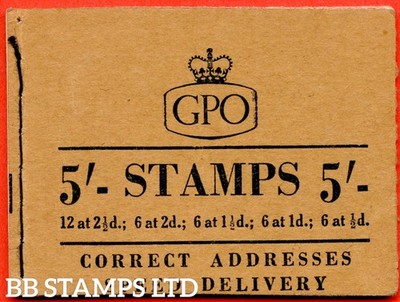 GPO
5'- STAMPS 5'-
12 at 2½d.; 6 at 2d.; 6 at 1½d.; 6 at 1d.; 6 at ½d.
CORRECT ADDRESSES
DELIVERY
BB STAMPS LTD